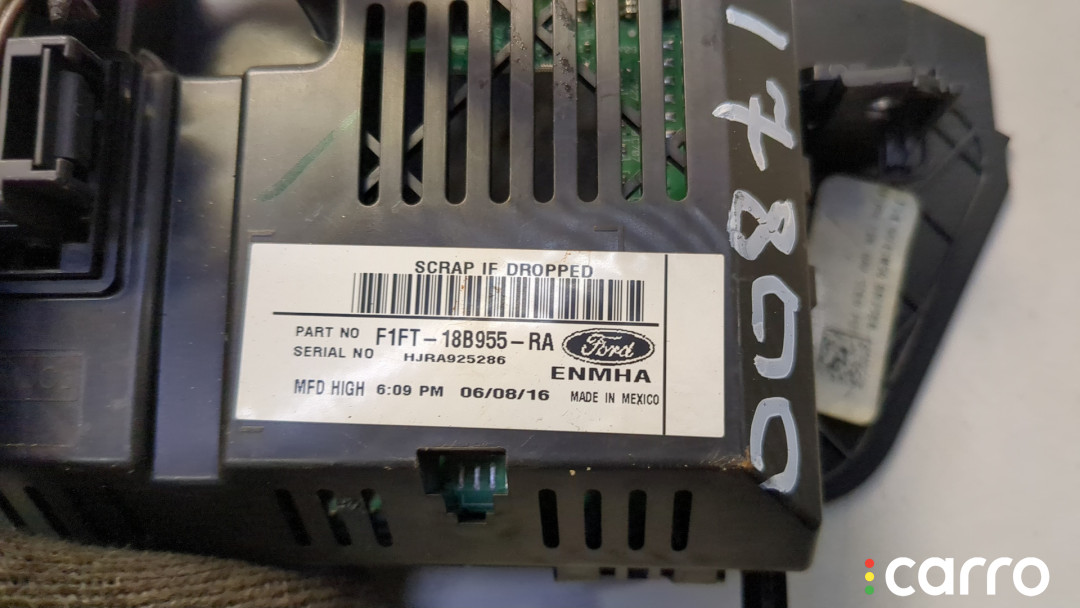 SCRAP IF DROPPED
PART NO F1FT-18B955-RA Ford
SERIAL NO HJRA925286
ENMHA
MFD HIGH 6:09 PM 06/08/16 MADE IN MEXICO
carro